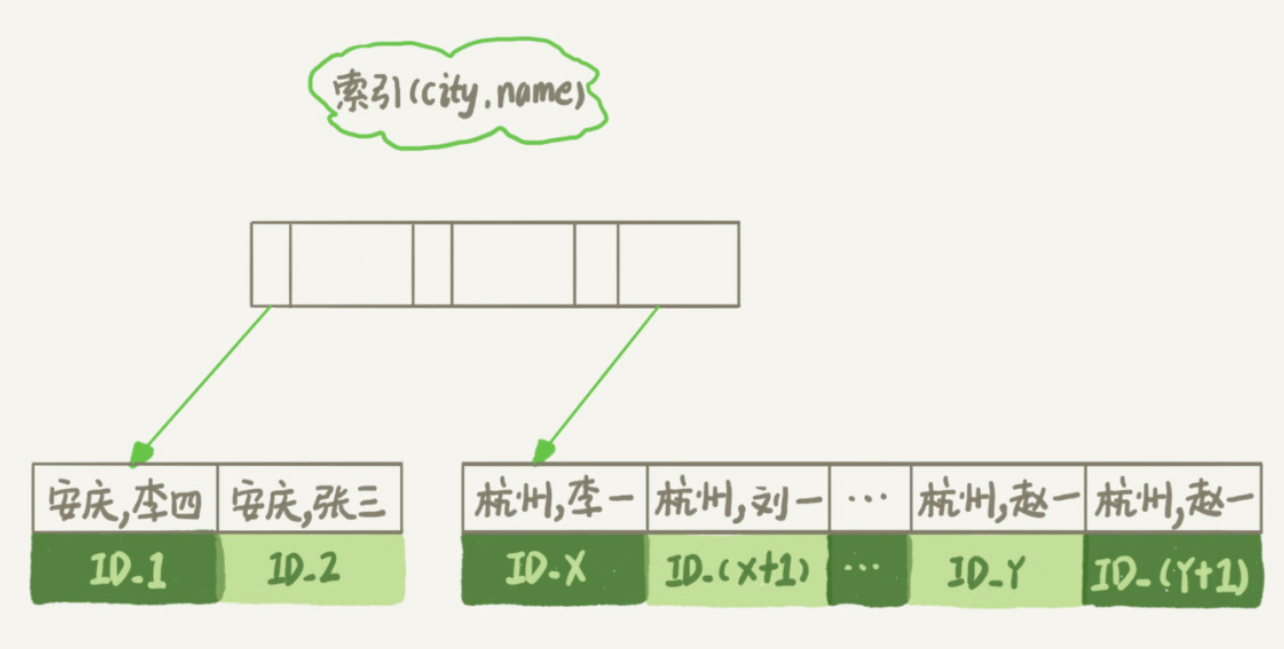 索引(city,name)
安庆,李四 安庆,张三 杭州,李一 杭州,刘一 ... 杭州,赵一 杭州,赵一
ID_1 ID_2 ID_X ID_(X+1) ... ID_Y ID_(Y+1)